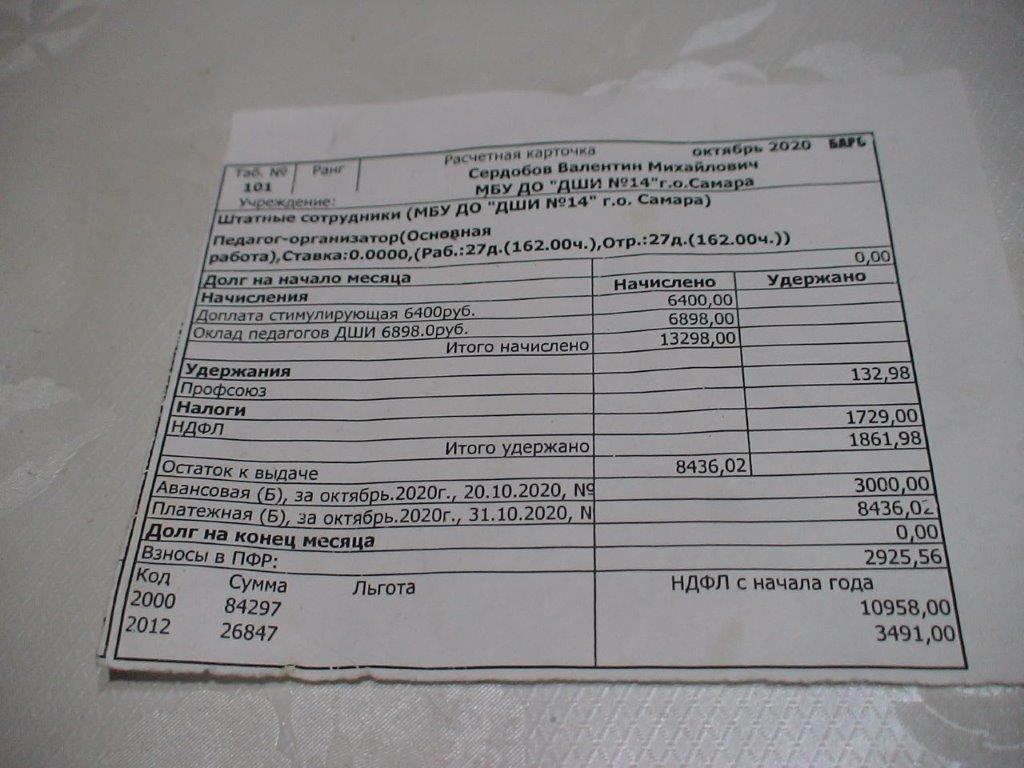 Таб. № Ранг Расчетная карточка октябрь 2020 БАРС
101 Сердобов Валентин Михайлович
Учреждение: МБУ ДО "ДШИ №14"г.о.Самара
Штатные сотрудники (МБУ ДО "ДШИ №14" г.о. Самара)
Педагог-организатор(Основная
работа),Ставка:0.0000,(Раб.:27д.(162.00ч.),Отр.:27д.(162.00ч.))
Долг на начало месяца 0,00
Начисления Начислено Удержано
Доплата стимулирующая 6400руб. 6400,00
Оклад педагогов ДШИ 6898.0руб. 6898,00
Итого начислено 13298,00
Удержания
Профсоюз 132,98
Налоги
НДФЛ 1729,00
Итого удержано 1861,98
Остаток к выдаче 8436,02
Авансовая (Б), за октябрь.2020г., 20.10.2020, № 3000,00
Платежная (Б), за октябрь.2020г., 31.10.2020, N 8436,02
Долг на конец месяца 0,00
Взносы в ПФР: 2925,56
Код Сумма Льгота НДФЛ с начала года
2000 84297 10958,00
2012 26847 3491,00